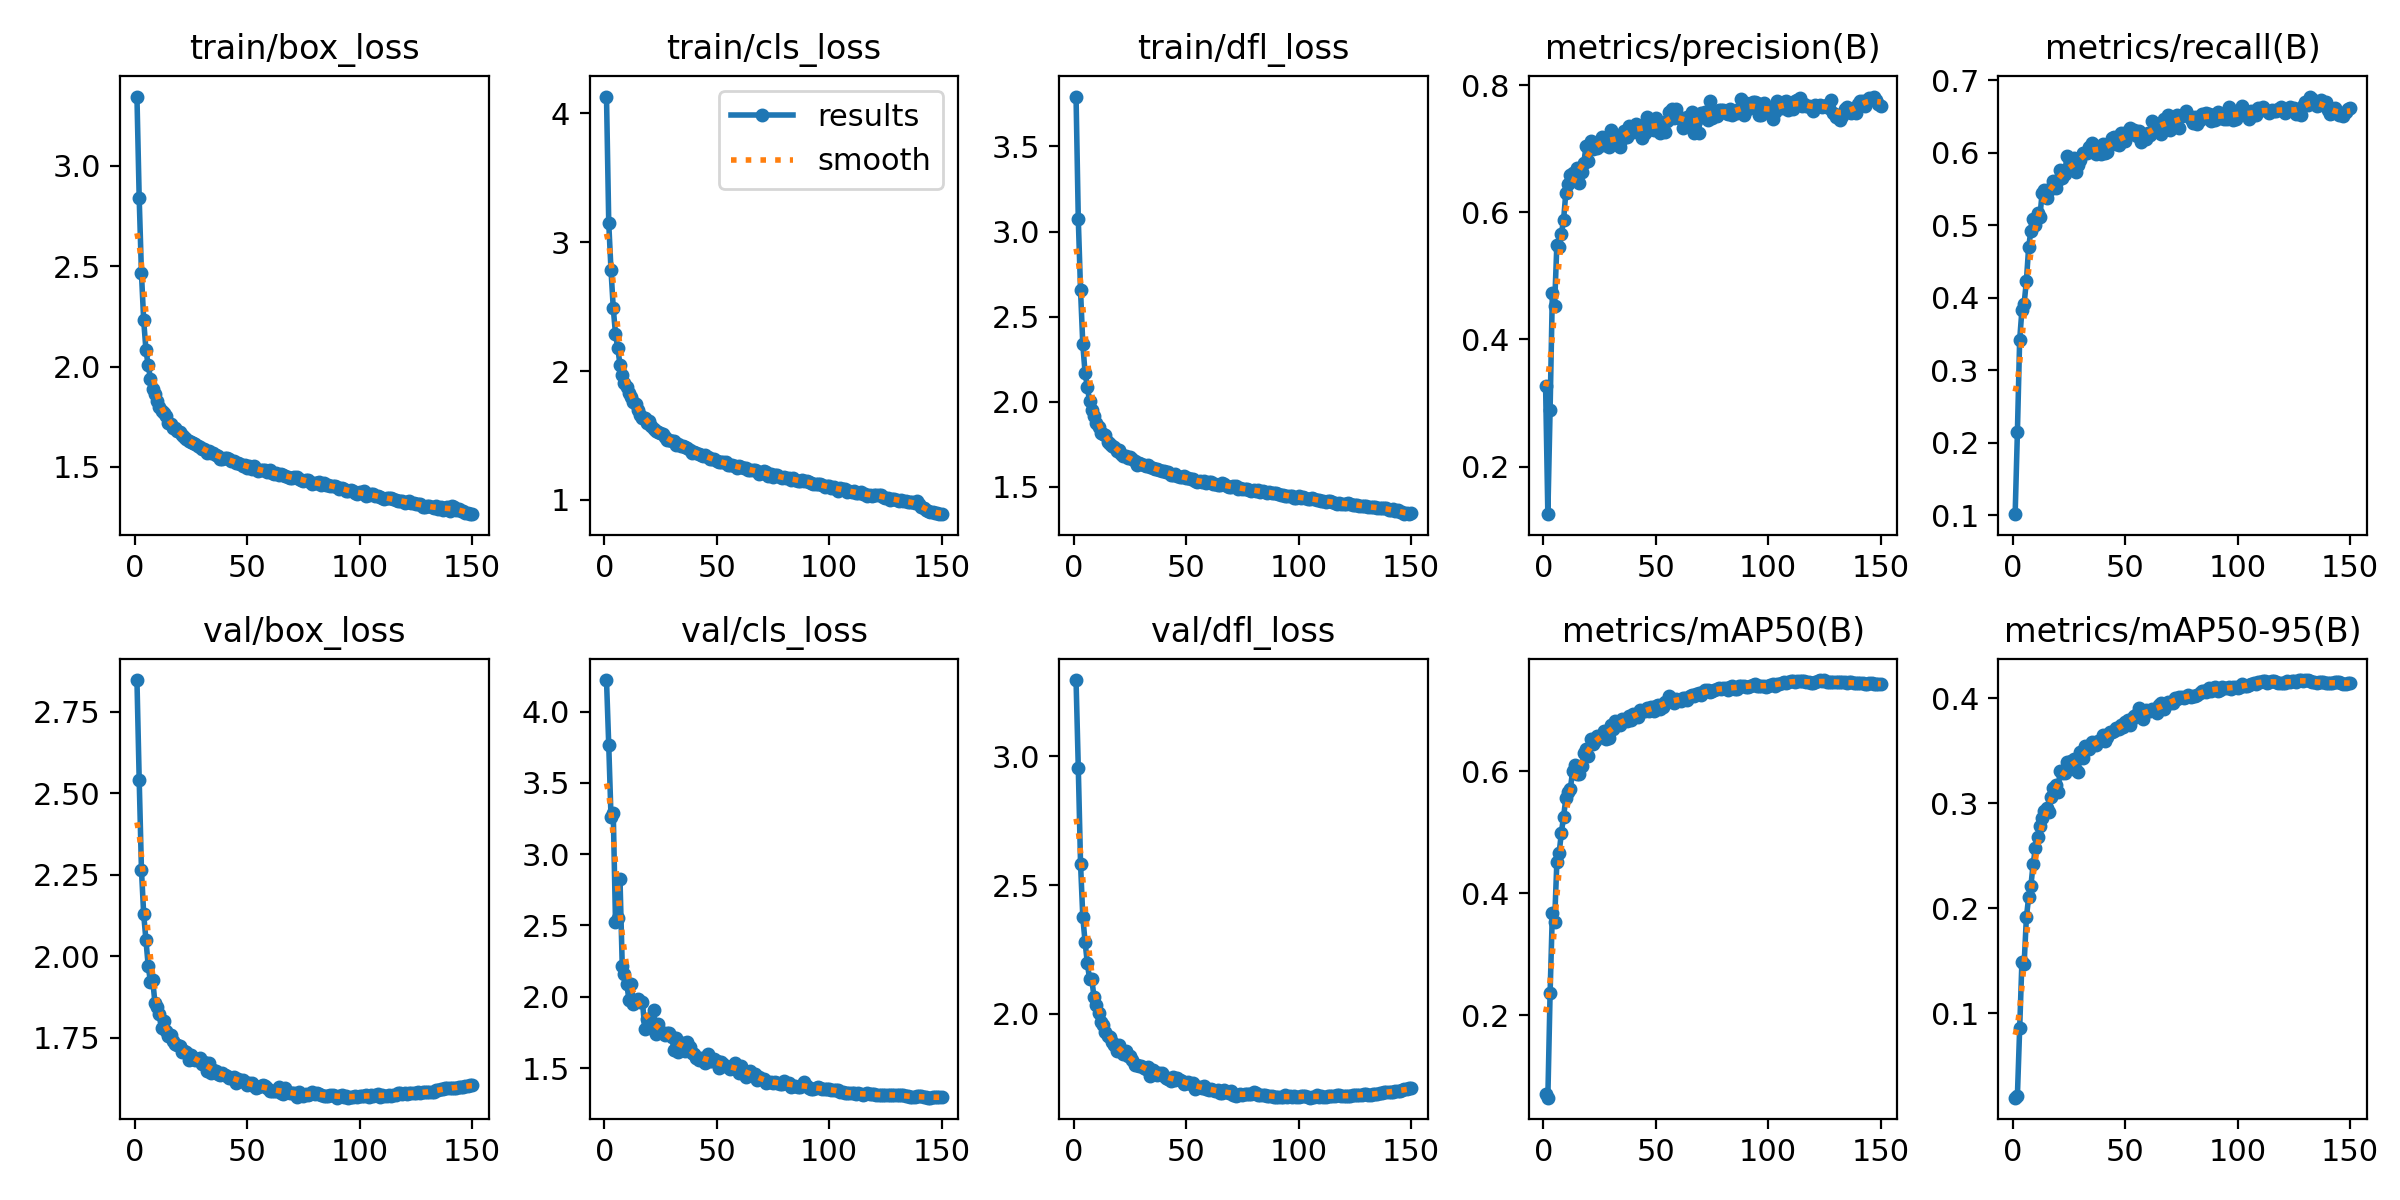 train/box_loss
3.0
2.5
2.0
1.5
0 50 100 150
train/cls_loss
results
smooth
4
3
2
1
0 50 100 150
train/dfl_loss
3.5
3.0
2.5
2.0
1.5
0 50 100 150
metrics/precision(B)
0.8
0.6
0.4
0.2
0 50 100 150
metrics/recall(B)
0.7
0.6
0.5
0.4
0.3
0.2
0.1
0 50 100 150
val/box_loss
2.75
2.50
2.25
2.00
1.75
0 50 100 150
val/cls_loss
4.0
3.5
3.0
2.5
2.0
1.5
0 50 100 150
val/dfl_loss
3.0
2.5
2.0
0 50 100 150
metrics/mAP50(B)
0.6
0.4
0.2
0 50 100 150
metrics/mAP50-95(B)
0.4
0.3
0.2
0.1
0 50 100 150